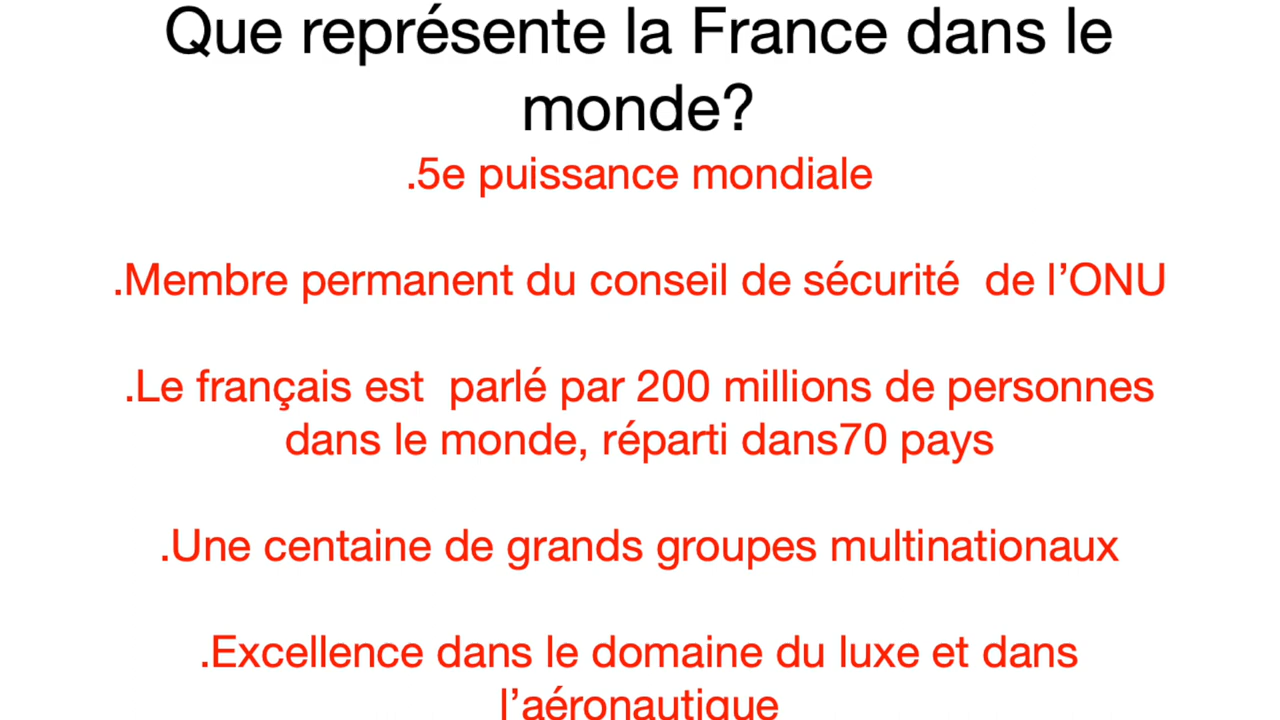 Que représente la France dans le
monde?
.5e puissance mondiale
.Membre permanent du conseil de sécurité  de l’ONU
.Le français est  parlé par 200 millions de personnes
dans le monde, réparti dans70 pays
.Une centaine de grands groupes multinationaux
.Excellence dans le domaine du luxe et dans
l’aéronautique